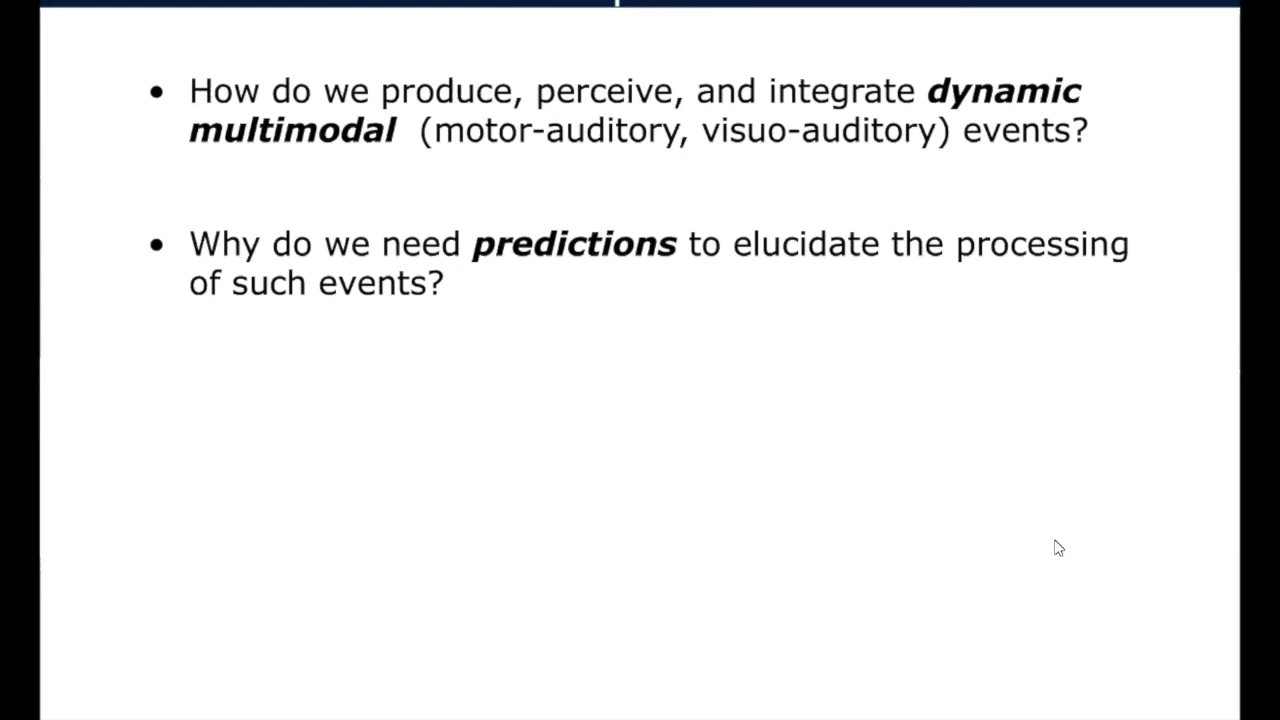 • How do we produce, perceive, and integrate dynamic
multimodal (motor-auditory, visuo-auditory) events?
• Why do we need predictions to elucidate the processing
of such events?